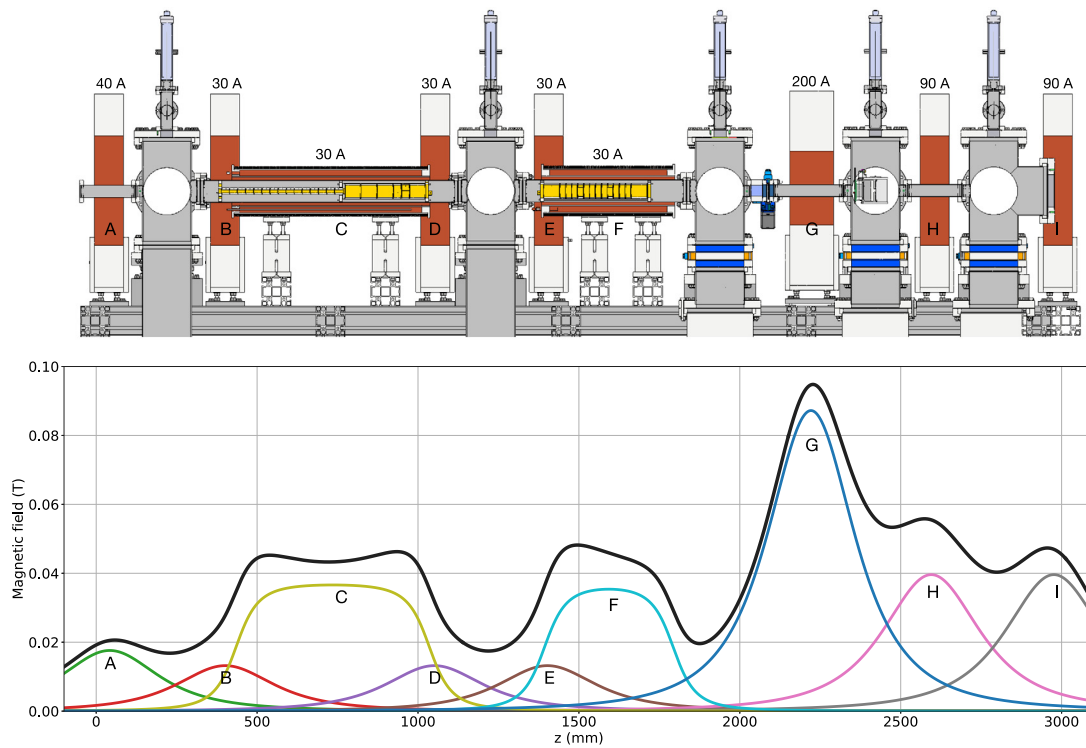 40 A 30 A 30 A 30 A 200 A 90 A 90 A
30 A 30 A
A B C D E F G H I
0.10
0.08
0.06
0.04
0.02
0.00
Magnetic field (T)
A B C D E F G H I
0 500 1000 1500 2000 2500 3000
z (mm)